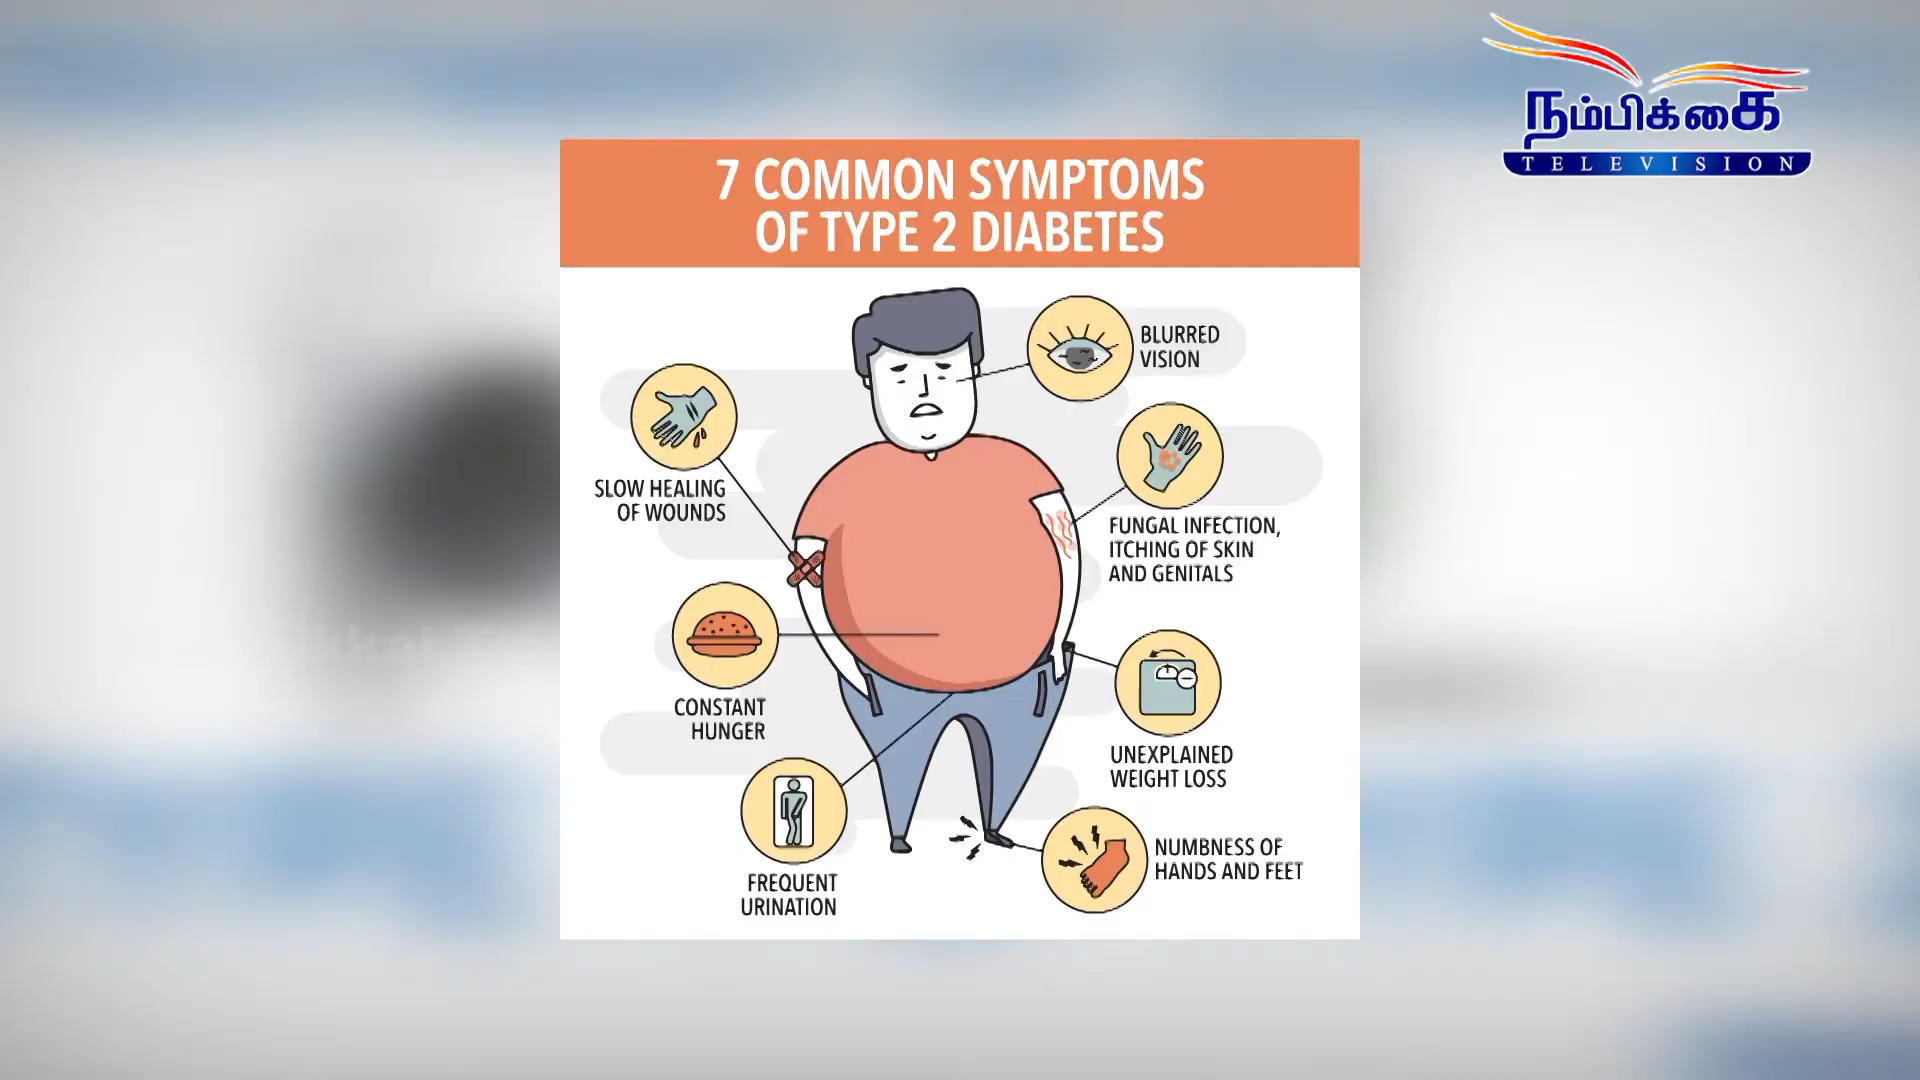 நம்பிக்கை
TELEVISION
7 COMMON SYMPTOMS
OF TYPE 2 DIABETES
BLURRED
VISION
SLOW HEALING
OF WOUNDS
FUNGAL INFECTION,
ITCHING OF SKIN
AND GENITALS
CONSTANT
HUNGER
UNEXPLAINED
WEIGHT LOSS
FREQUENT
URINATION
NUMBNESS OF
HANDS AND FEET